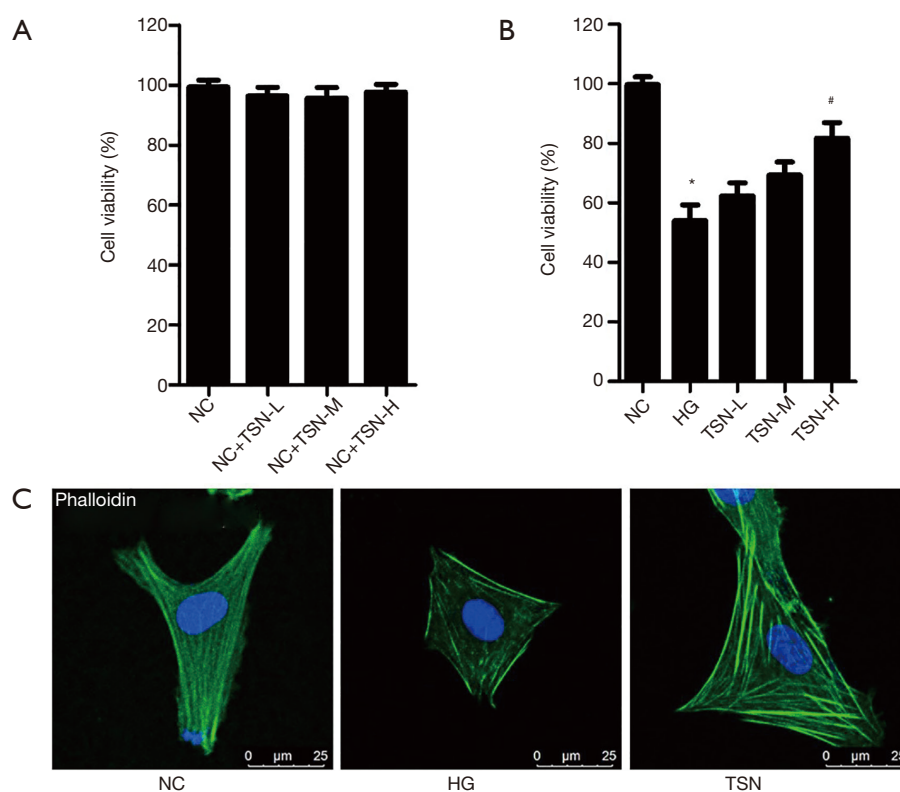 A
Cell viability (%)
120
100
80
60
40
20
0
NC
NC+TSN-L
NC+TSN-M
NC+TSN-H
B
Cell viability (%)
120
100
80
60
40
20
0
*
#
NC
HG
TSN-L
TSN-M
TSN-H
C
Phalloidin
0 µm 25
0 µm 25
0 µm 25
NC
HG
TSN